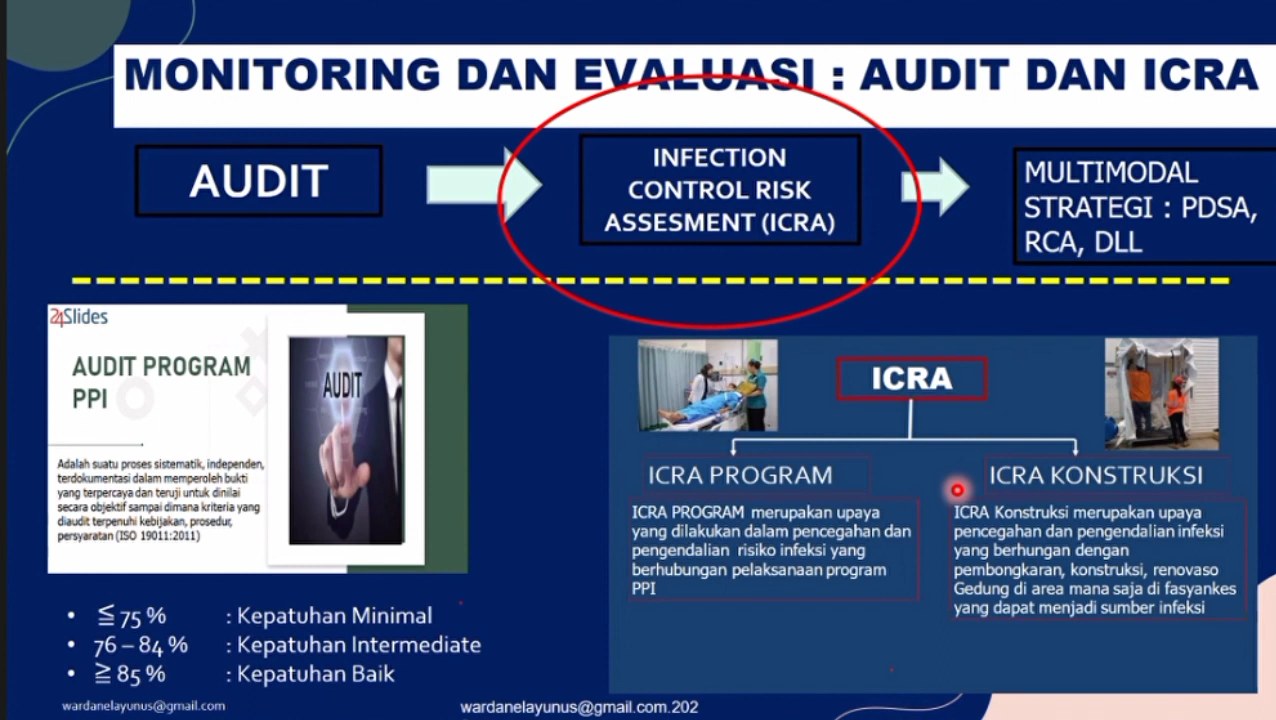 MONITORING DAN EVALUASI : AUDIT DAN ICRA
AUDIT
INFECTION
CONTROL RISK
ASSESMENT (ICRA)
MULTIMODAL
STRATEGI : PDSA,
RCA, DLL
24Slides
AUDIT PROGRAM
PPI
AUDIT
Adalah suatu proses sistematik, independen,
terdokumentasi dalam memperoleh bukti
yang terpercaya dan teruji untuk dinilai
secara objektif sampai dimana kriteria yang
diaudit terpenuhi kebijakan, prosedur,
persyaratan (ISO 19011:2011)
• ≦ 75 % : Kepatuhan Minimal
• 76 – 84 % : Kepatuhan Intermediate
• ≧ 85 % : Kepatuhan Baik
ICRA
ICRA PROGRAM
ICRA PROGRAM merupakan upaya
yang dilakukan dalam pencegahan dan
pengendalian risiko infeksi yang
berhubungan pelaksanaan program
PPI
ICRA KONSTRUKSI
ICRA Konstruksi merupakan upaya
pencegahan dan pengendalian infeksi
yang berhungan dengan
pembongkaran, konstruksi, renovaso
Gedung di area mana saja di fasyankes
yang dapat menjadi sumber infeksi
wardanelayunus@gmail.com
wardanelayunus@gmail.com.202